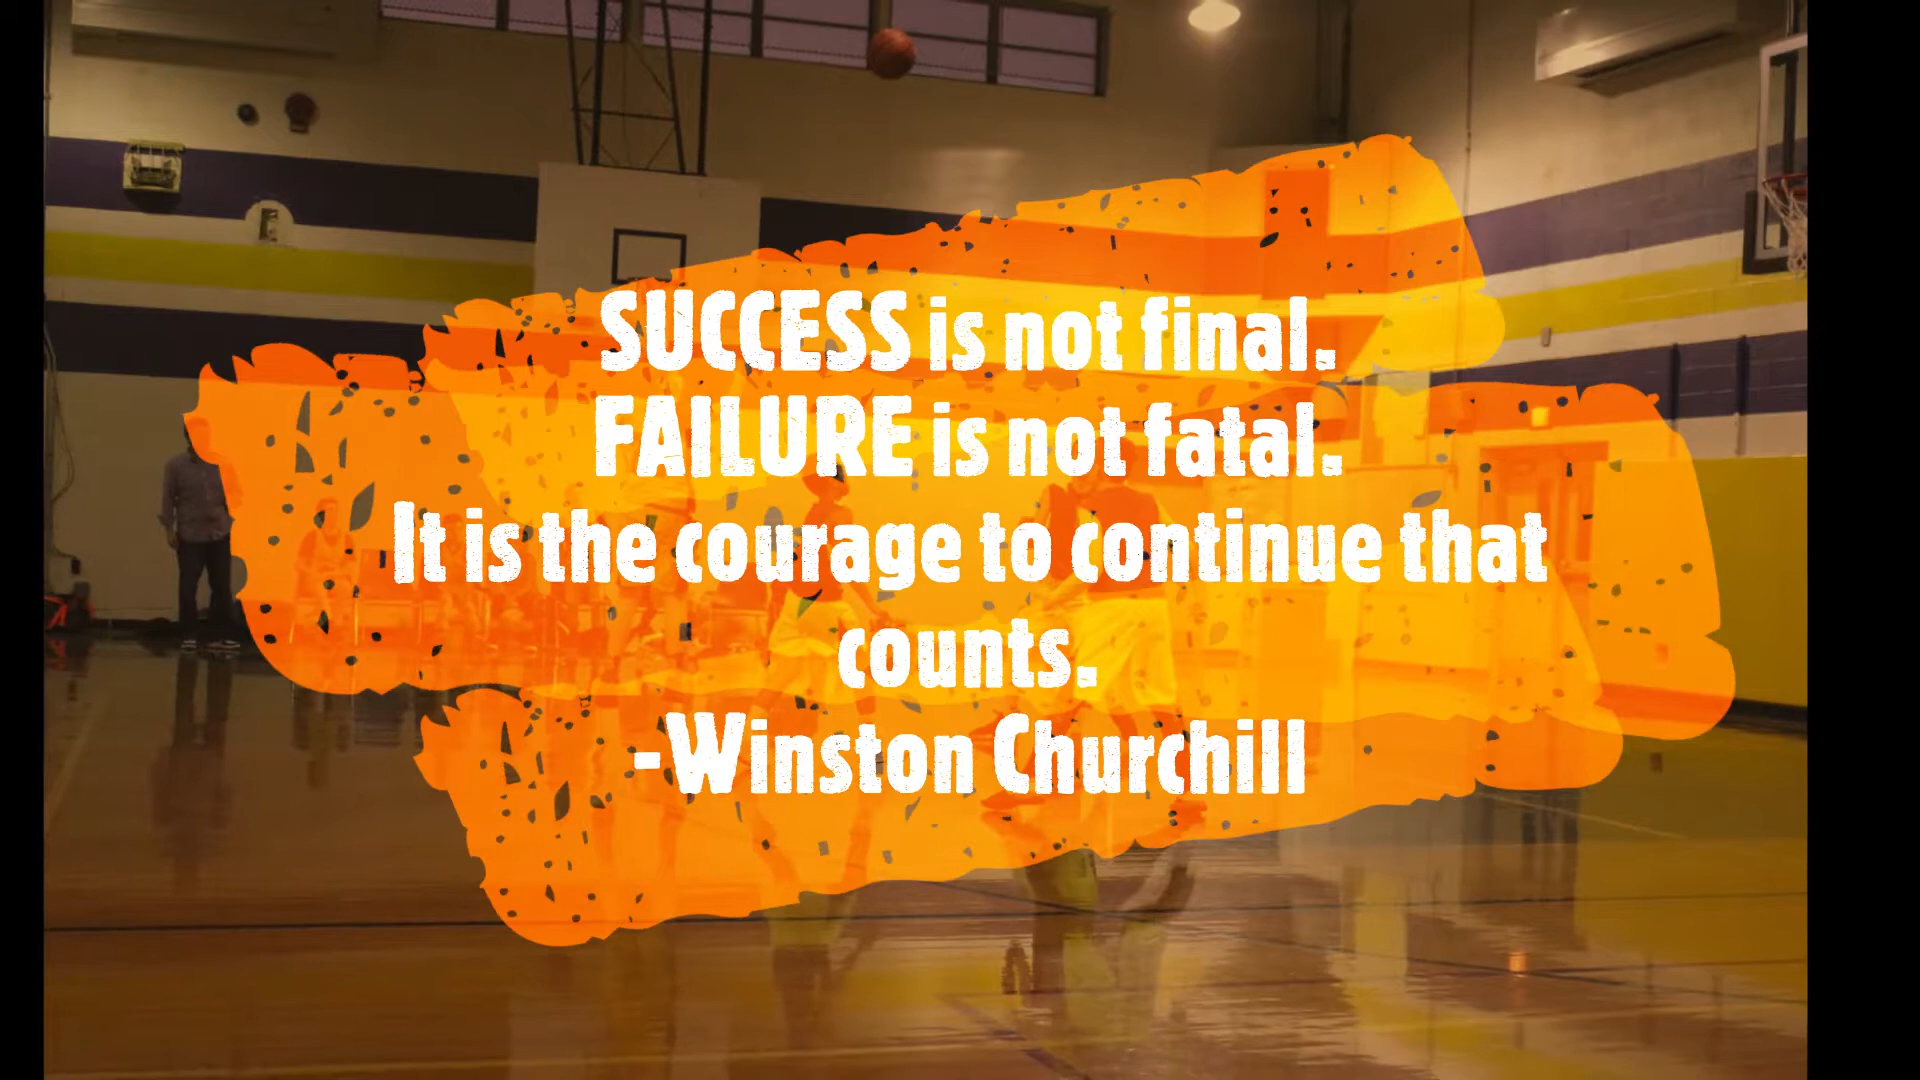 SUCCESS is not final.
FAILURE is not fatal.
It is the courage to continue that
counts.
-Winston Churchill